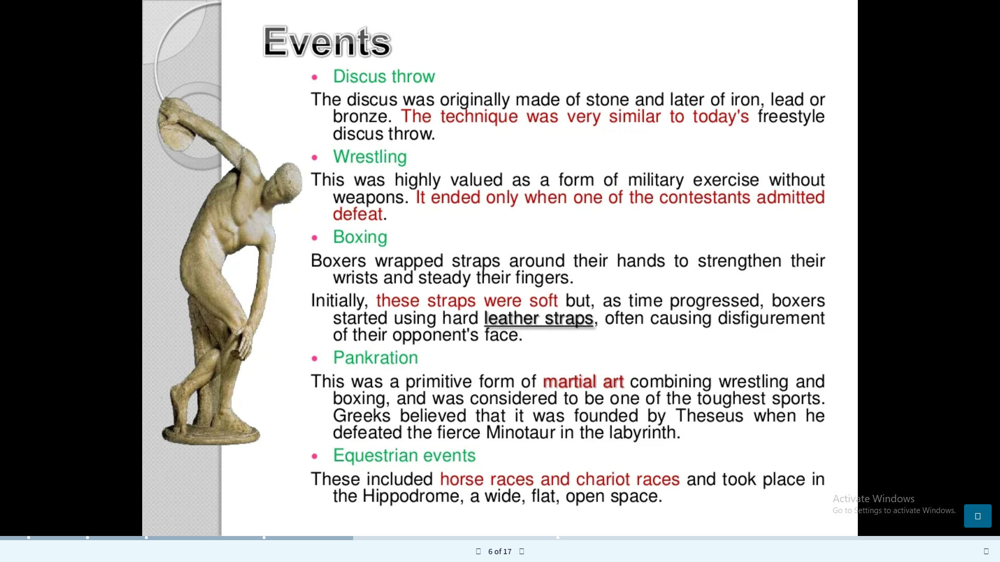 Events
• Discus throw
The discus was originally made of stone and later of iron, lead or
bronze. The technique was very similar to today's freestyle
discus throw.
• Wrestling
This was highly valued as a form of military exercise without
weapons. It ended only when one of the contestants admitted
defeat.
• Boxing
Boxers wrapped straps around their hands to strengthen their
wrists and steady their fingers.
Initially, these straps were soft but, as time progressed, boxers
started using hard leather straps, often causing disfigurement
of their opponent's face.
• Pankration
This was a primitive form of martial art combining wrestling and
boxing, and was considered to be one of the toughest sports.
Greeks believed that it was founded by Theseus when he
defeated the fierce Minotaur in the labyrinth.
• Equestrian events
These included horse races and chariot races and took place in
the Hippodrome, a wide, flat, open space.
Activate Windows
Go to Settings to activate Windows.
6 of 17